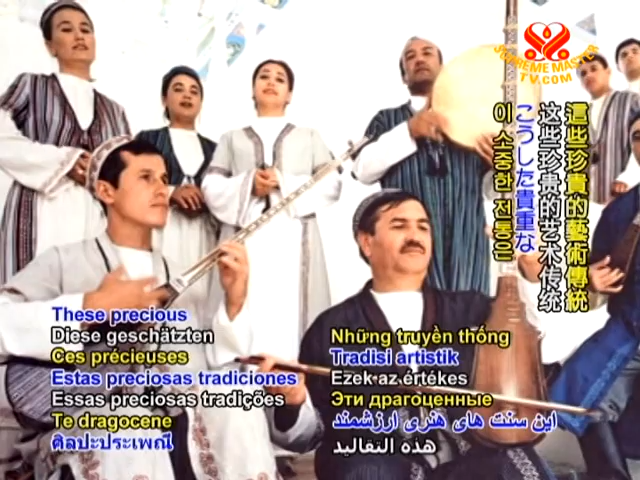 SUPREME MASTER
TV.COM
這些珍貴的藝術傳統
这些珍贵的艺术传统
こうした貴重な
이 소중한 전통은
These precious
Diese geschätzten
Ces précieuses
Estas preciosas tradiciones
Essas preciosas tradições
Te dragocene
ศิลปะประเพณี
Những truyền thống
Tradisi artistik
Ezek az értékes
Эти драгоценные
این سنت های هنری ارزشمند
هذه التقاليد